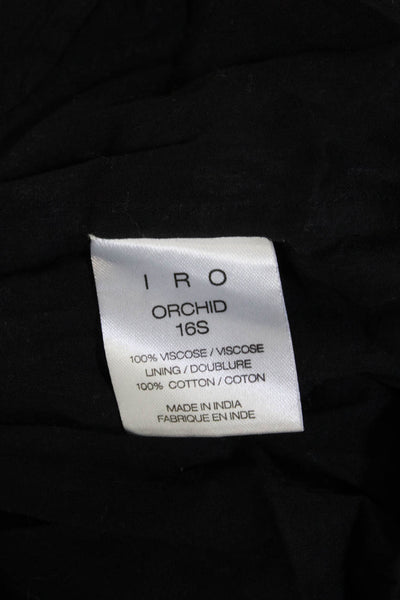 I R O
ORCHID
16S
100% VISCOSE / VISCOSE
LINING / DOUBLURE
100% COTTON / COTON
MADE IN INDIA
FABRIQUE EN INDE